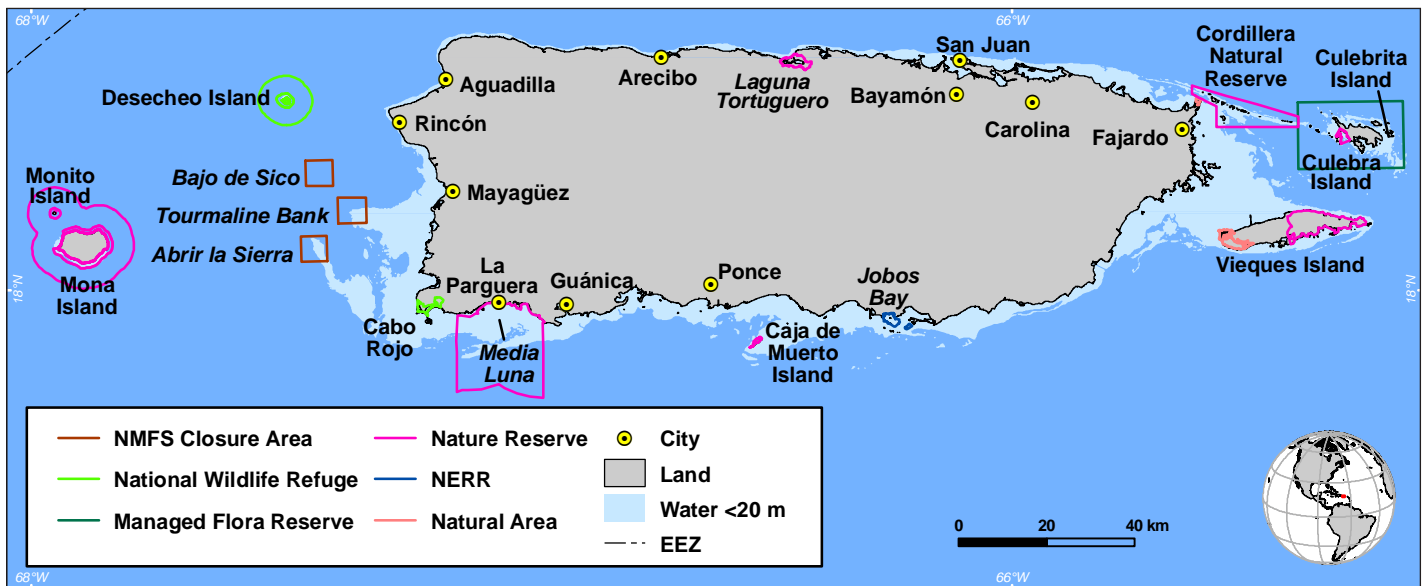 68°W
66°W
San Juan
Cordillera
Natural
Reserve
Culebrita
Island
Arecibo
Laguna
Tortuguero
Aguadilla
Desecheo Island
Bayamón
Carolina
Rincón
Fajardo
Culebra
Island
Monito
Island
Bajo de Sico
Mayagüez
Tourmaline Bank
Abrir la Sierra
Mona
Island
La
Parguera
Guánica
Ponce
Jobos
Bay
Vieques Island
18°N
18°N
Cabo
Rojo
Media
Luna
Caja de
Muerto
Island
NMFS Closure Area
National Wildlife Refuge
Managed Flora Reserve
Nature Reserve
NERR
Natural Area
City
Land
Water <20 m
EEZ
0 20 40 km
68°W
66°W